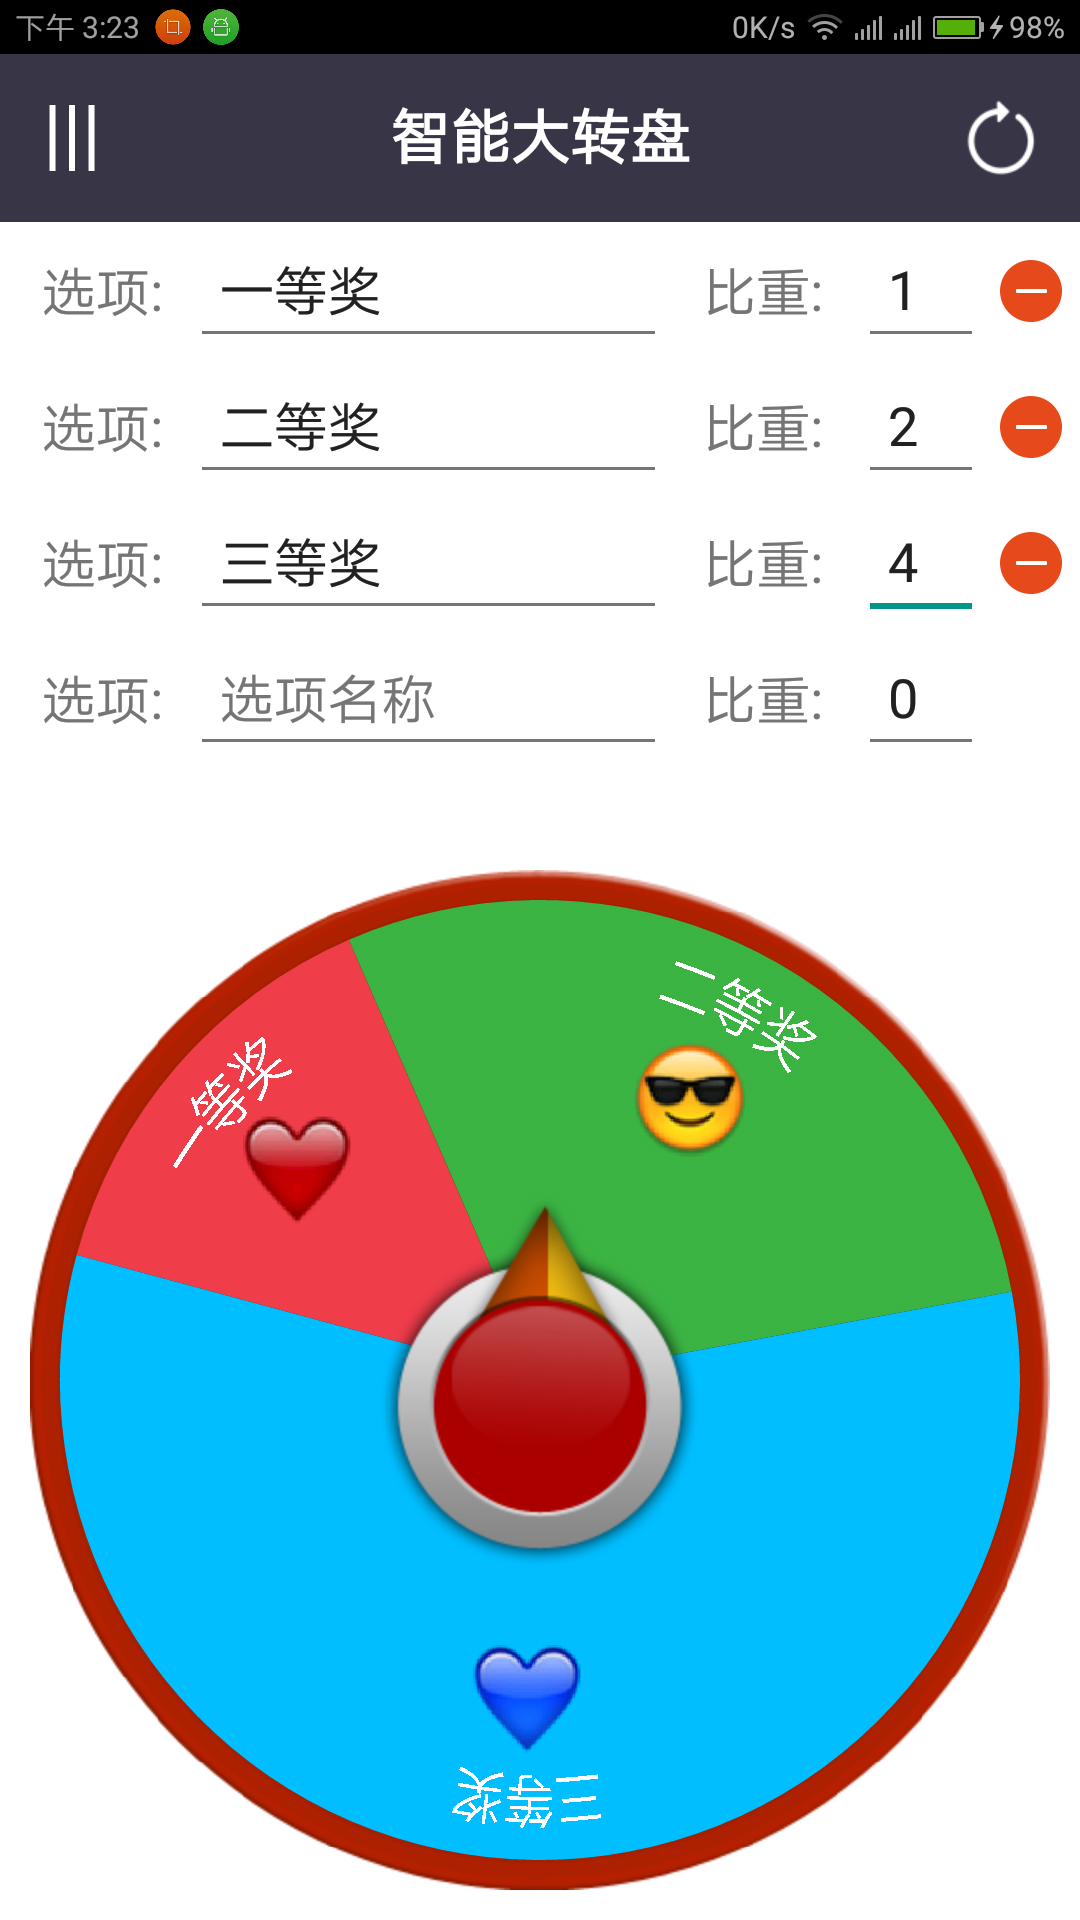 下午 3:23 0K/s 98%
智能大转盘
选项: 一等奖 比重: 1
选项: 二等奖 比重: 2
选项: 三等奖 比重: 4
选项: 选项名称 比重: 0
二等奖
一等奖
三等奖